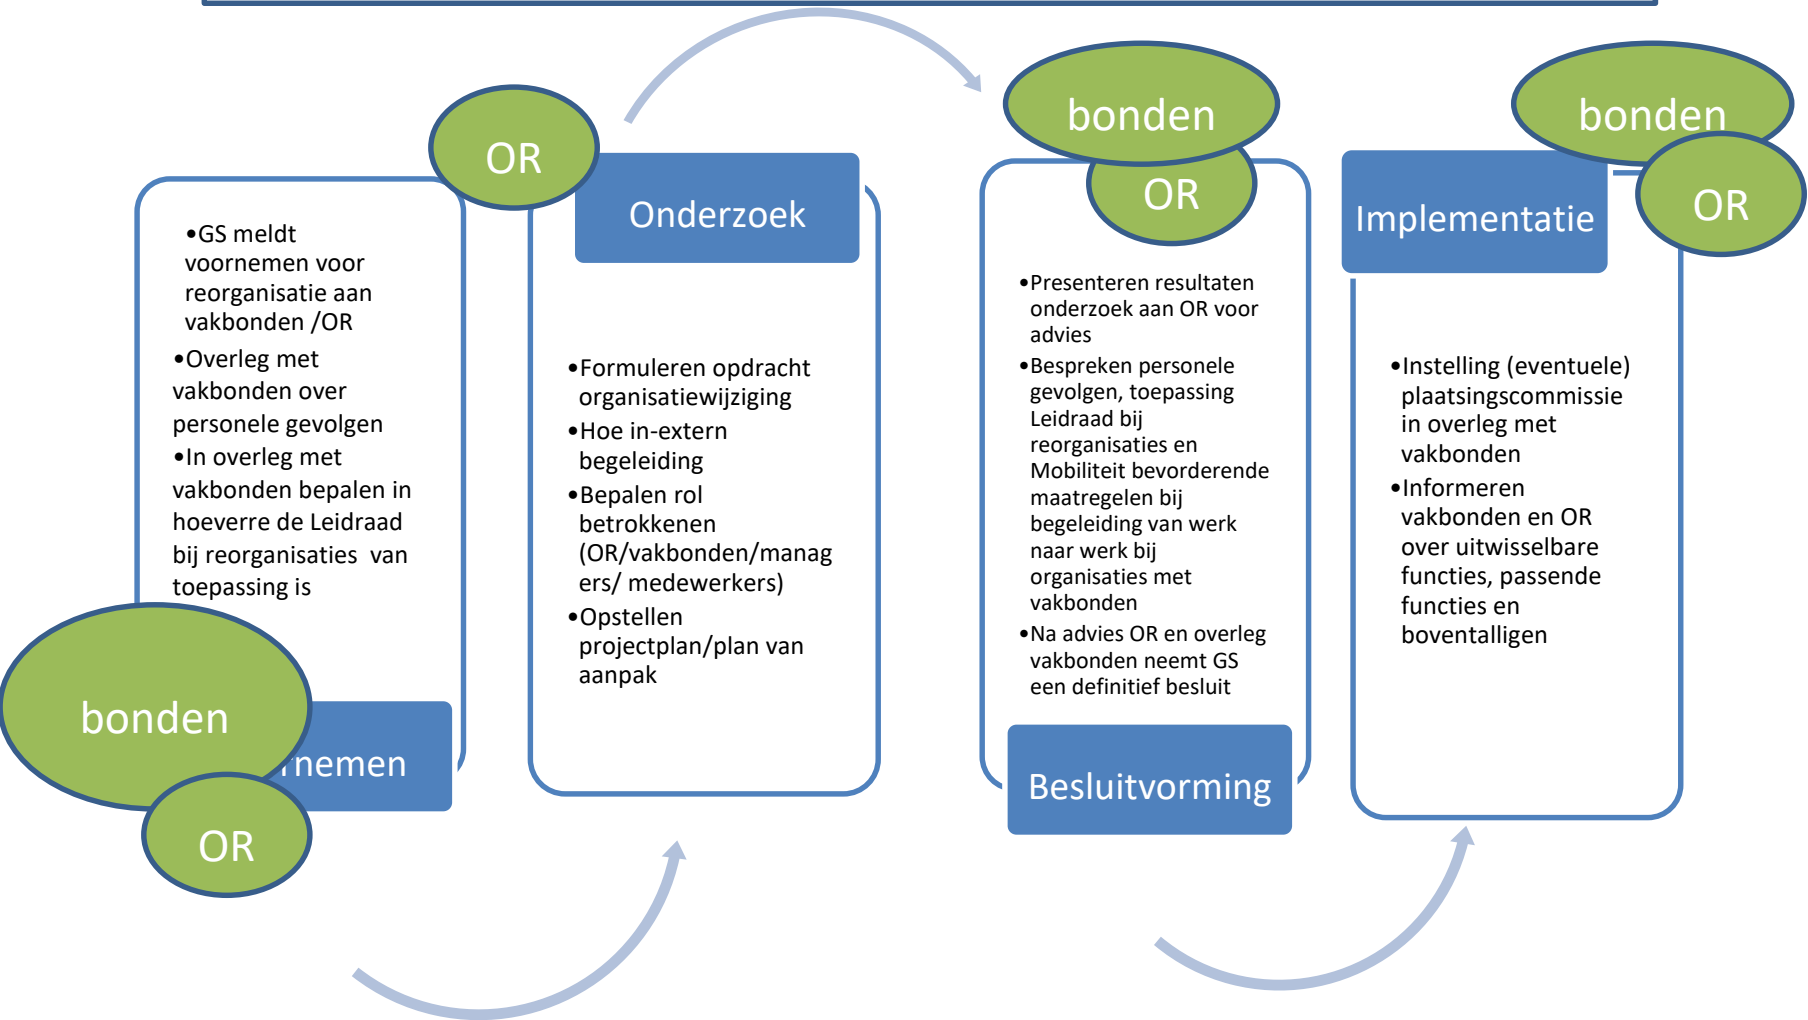 •GS meldt
voornemen voor
reorganisatie aan
vakbonden /OR
•Overleg met
vakbonden over
personele gevolgen
•In overleg met
vakbonden bepalen in
hoeverre de Leidraad
bij reorganisaties van
toepassing is
bonden
rnemen
OR
OR
Onderzoek
•Formuleren opdracht
organisatiewijziging
•Hoe in-extern
begeleiding
•Bepalen rol
betrokkenen
(OR/vakbonden/manag
ers/ medewerkers)
•Opstellen
projectplan/plan van
aanpak
bonden
OR
•Presenteren resultaten
onderzoek aan OR voor
advies
•Bespreken personele
gevolgen, toepassing
Leidraad bij
reorganisaties en
Mobiliteit bevorderende
maatregelen bij
begeleiding van werk
naar werk bij
organisaties met
vakbonden
•Na advies OR en overleg
vakbonden neemt GS
een definitief besluit
Besluitvorming
bonden
OR
Implementatie
•Instelling (eventuele)
plaatsingscommissie
in overleg met
vakbonden
•Informeren
vakbonden en OR
over uitwisselbare
functies, passende
functies en
boventalligen